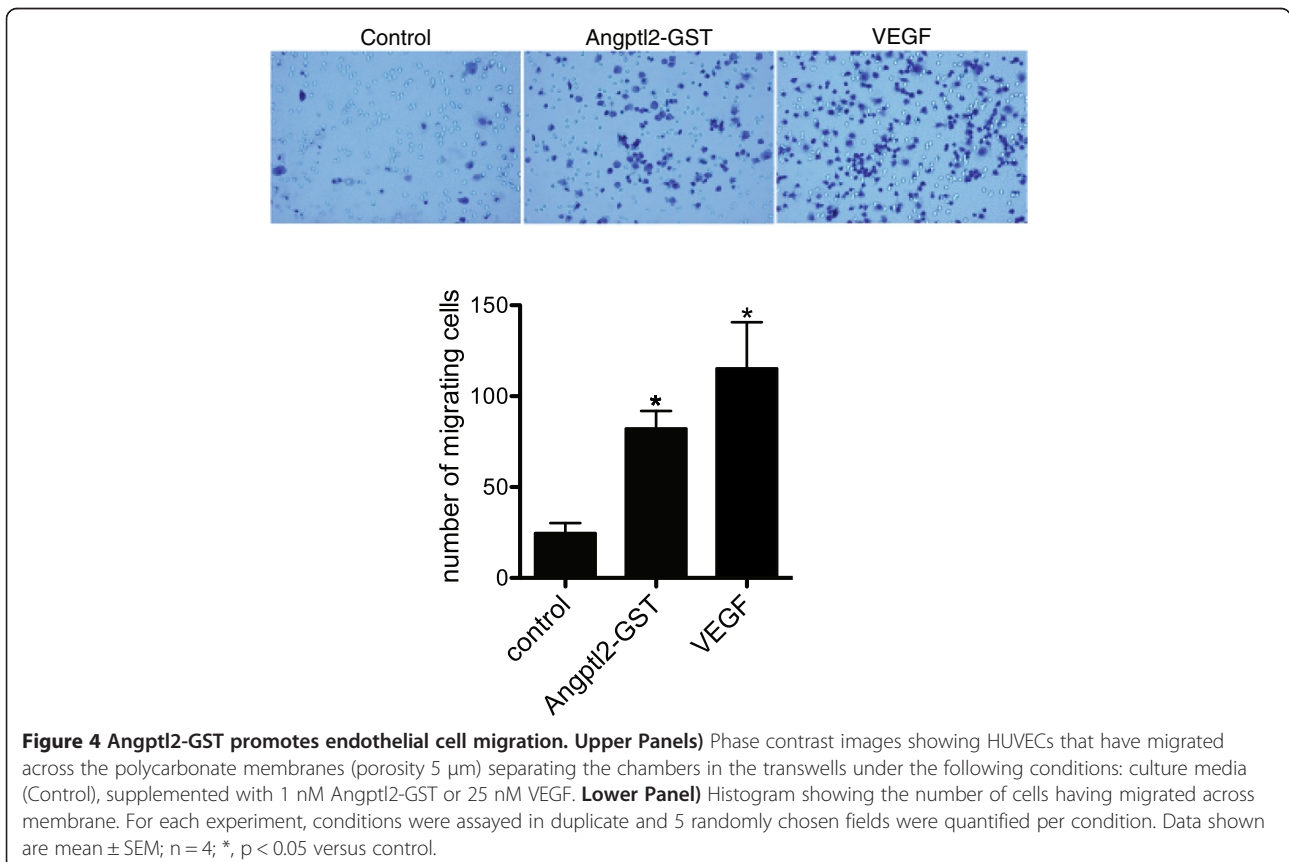 Control Angptl2-GST VEGF
number of migrating cells
150
*
*
100
50
0
control
Angptl2-GST
VEGF
Figure 4 Angptl2-GST promotes endothelial cell migration. Upper Panels) Phase contrast images showing HUVECs that have migrated
across the polycarbonate membranes (porosity 5 μm) separating the chambers in the transwells under the following conditions: culture media
(Control), supplemented with 1 nM Angptl2-GST or 25 nM VEGF. Lower Panel) Histogram showing the number of cells having migrated across
membrane. For each experiment, conditions were assayed in duplicate and 5 randomly chosen fields were quantified per condition. Data shown
are mean ± SEM; n = 4; *, p < 0.05 versus control.